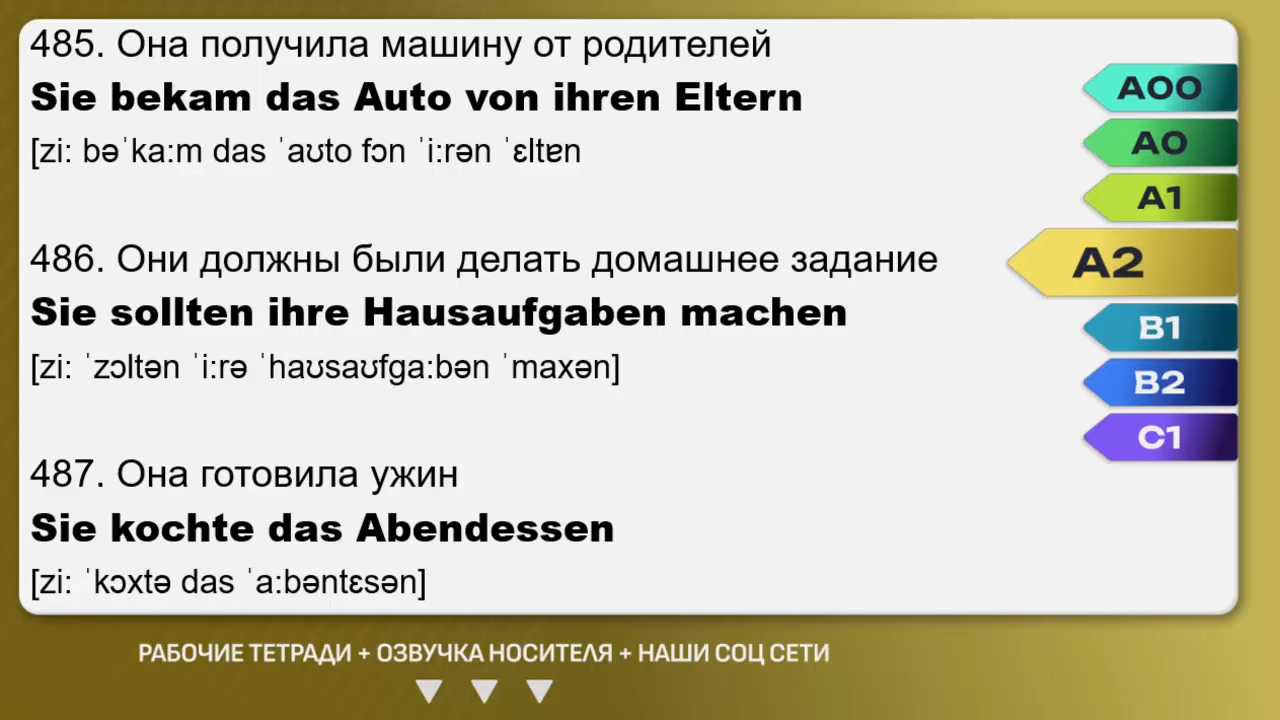 485. Она получила машину от родителей
Sie bekam das Auto von ihren Eltern
[zi: bəˈka:m das ˈaʊto fɔn ˈi:rən ˈɛltɐn
486. Они должны были делать домашнее задание
Sie sollten ihre Hausaufgaben machen
[zi: ˈzɔltən ˈi:rə ˈhaʊsaʊfga:bən ˈmaxən]
487. Она готовила ужин
Sie kochte das Abendessen
[zi: ˈkɔxtə das ˈa:bəntɛsən]
A00
A0
A1
A2
B1
B2
C1
РАБОЧИЕ ТЕТРАДИ + ОЗВУЧКА НОСИТЕЛЯ + НАШИ СОЦ СЕТИ